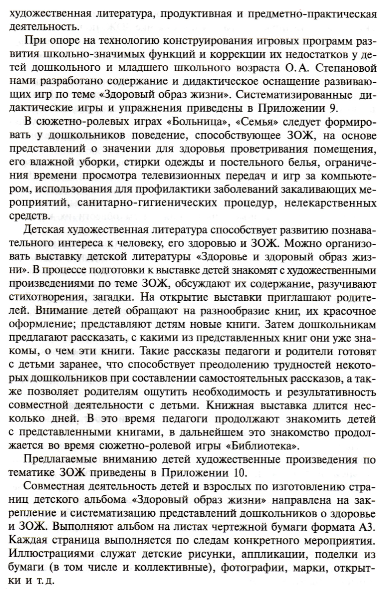 художественная литература, продуктивная и предметно-практическая
деятельность.
При опоре на технологию конструирования игровых программ раз-
вития школьно-значимых функций и коррекции их недостатков у де-
тей дошкольного и младшего школьного возраста О. А. Степановой
нами разработано содержание и дидактическое оснащение развиваю-
щих игр по теме «Здоровый образ жизни». Систематизированные ди-
дактические игры и упражнения приведены в Приложении 9.
В сюжетно-ролевых играх «Больница», «Семья» следует формиро-
вать у дошкольников поведение, способствующее ЗОЖ, на основе
представлений о значении для здоровья проветривания помещения,
его влажной уборки, стирки одежды и постельного белья, ограниче-
ния времени просмотра телевизионных передач и игр за компьюте-
ром, использования для профилактики заболеваний закаливающих ме-
роприятий, санитарно-гигиенических процедур, нелекарственных
средств.
Детская художественная литература способствует развитию познава-
тельного интереса к человеку, его здоровью и ЗОЖ. Можно организо-
вать выставку детской литературы «Здоровье и здоровый образ жиз-
ни». В процессе подготовки к выставке детей знакомят с художественными
произведениями по теме ЗОЖ, обсуждают их содержание, разучивают
стихотворения, загадки. На открытие выставки приглашают родите-
лей. Внимание детей обращают на разнообразие книг, их красочное
оформление; представляют детям новые книги. Затем дошкольникам
предлагают рассказать, с какими из представленных книг они уже зна-
комы, о чем эти книги. Такие рассказы педагоги и родители готовят
с детьми заранее, что способствует преодолению трудностей некото-
рых дошкольников при составлении самостоятельных рассказов, а так-
же позволяет родителям ощутить необходимость и результативность
совместной деятельности с детьми. Книжная выставка длится нес-
колько дней. В это время педагоги продолжают знакомить детей
с представленными книгами, в дальнейшем это знакомство продол-
жается во время сюжетно-ролевой игры «Библиотека».
Предлагаемые вниманию детей художественные произведения по
тематике ЗОЖ приведены в Приложении 10.
Совместная деятельность детей и взрослых по изготовлению стра-
ниц детского альбома «Здоровый образ жизни» направлена на зак-
репление и систематизацию представлений дошкольников о здоровье
и ЗОЖ. Выполняют альбом на листах чертежной бумаги формата А3.
Каждая страница выполняется по следам конкретного мероприятия.
Иллюстрациями служат детские рисунки, аппликации, поделки из
бумаги (в том числе и коллективные), фотографии, марки, открыт-
ки и т. д.